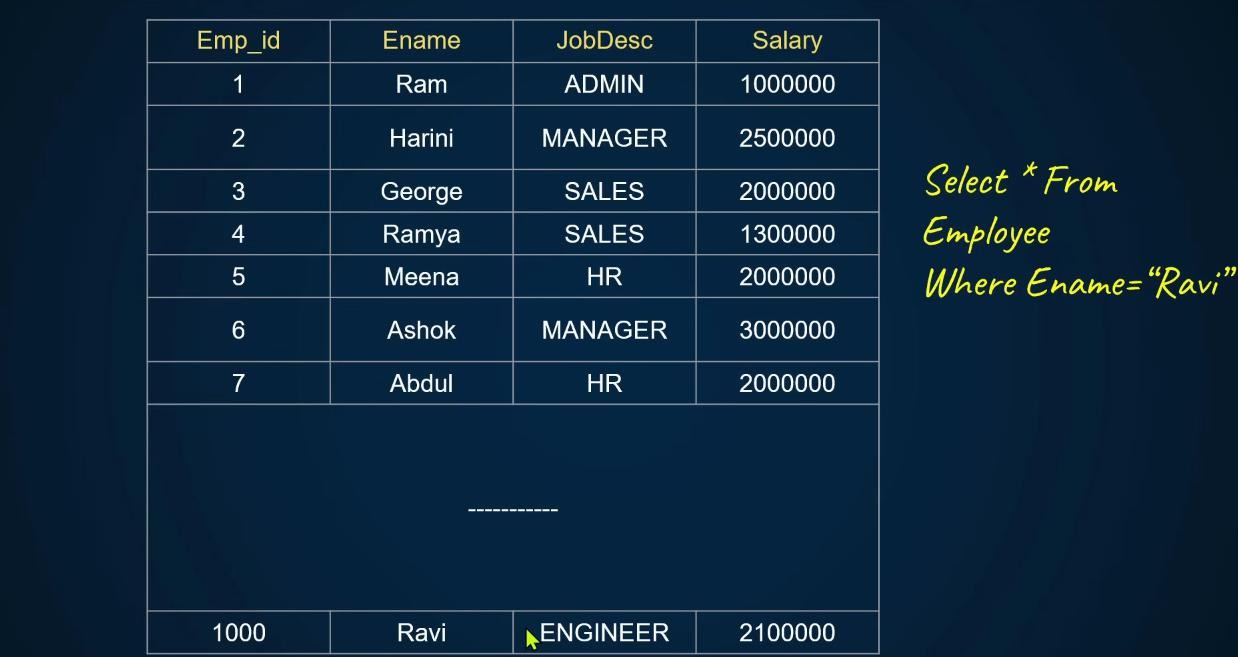 Emp_id Ename JobDesc Salary
1 Ram ADMIN 1000000
2 Harini MANAGER 2500000
3 George SALES 2000000
4 Ramya SALES 1300000
5 Meena HR 2000000
6 Ashok MANAGER 3000000
7 Abdul HR 2000000
-----------
1000 Ravi ENGINEER 2100000
Select * From
Employee
Where Ename=“Ravi”